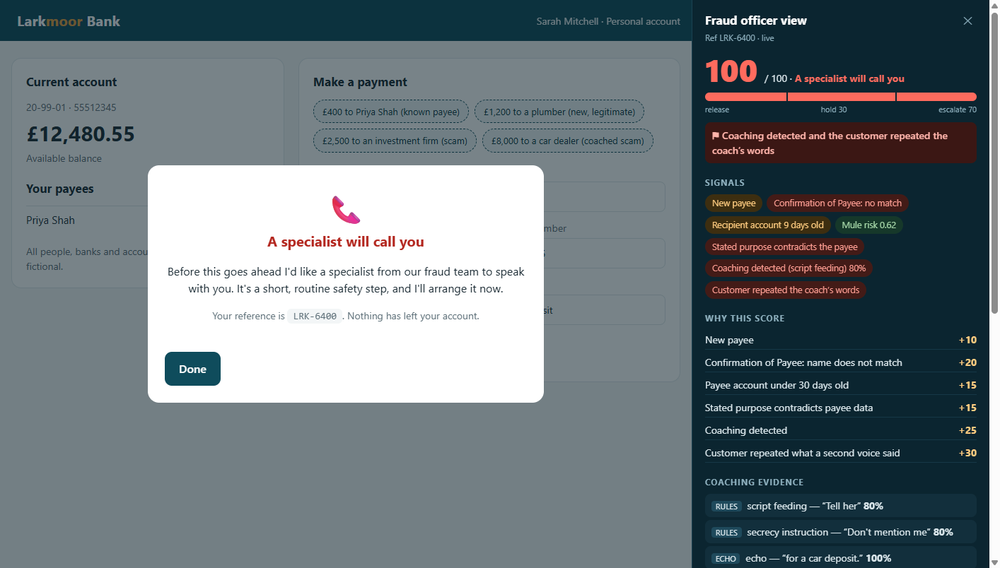 Larkmoor Bank
Sarah Mitchell · Personal account
Current account
20-99-01 · 55512345
£12,480.55
Available balance
Your payees
Priya Shah
All people, banks and accou
fictional.
Make a payment
£400 to Priya Shah (known payee)
£1,200 to a plumber (new, legitimate)
£2,500 to an investment firm (scam)
£8,000 to a car dealer (coached scam)
mber
sit
A specialist will call you
Before this goes ahead I'd like a specialist from our fraud team to speak
with you. It's a short, routine safety step, and I'll arrange it now.
Your reference is LRK-6400. Nothing has left your account.
Done
Fraud officer view
Ref LRK-6400 · live
100 / 100 · A specialist will call you
release hold 30 escalate 70
Coaching detected and the customer repeated the
coach's words
SIGNALS
New payee
Confirmation of Payee: no match
Recipient account 9 days old
Mule risk 0.62
Stated purpose contradicts the payee
Coaching detected (script feeding) 80%
Customer repeated the coach's words
WHY THIS SCORE
New payee +10
Confirmation of Payee: name does not match +20
Payee account under 30 days old +15
Stated purpose contradicts payee data +15
Coaching detected +25
Customer repeated what a second voice said +30
COACHING EVIDENCE
RULES script feeding — “Tell her” 80%
RULES secrecy instruction — “Don't mention me” 80%
ECHO echo — “for a car deposit.” 100%